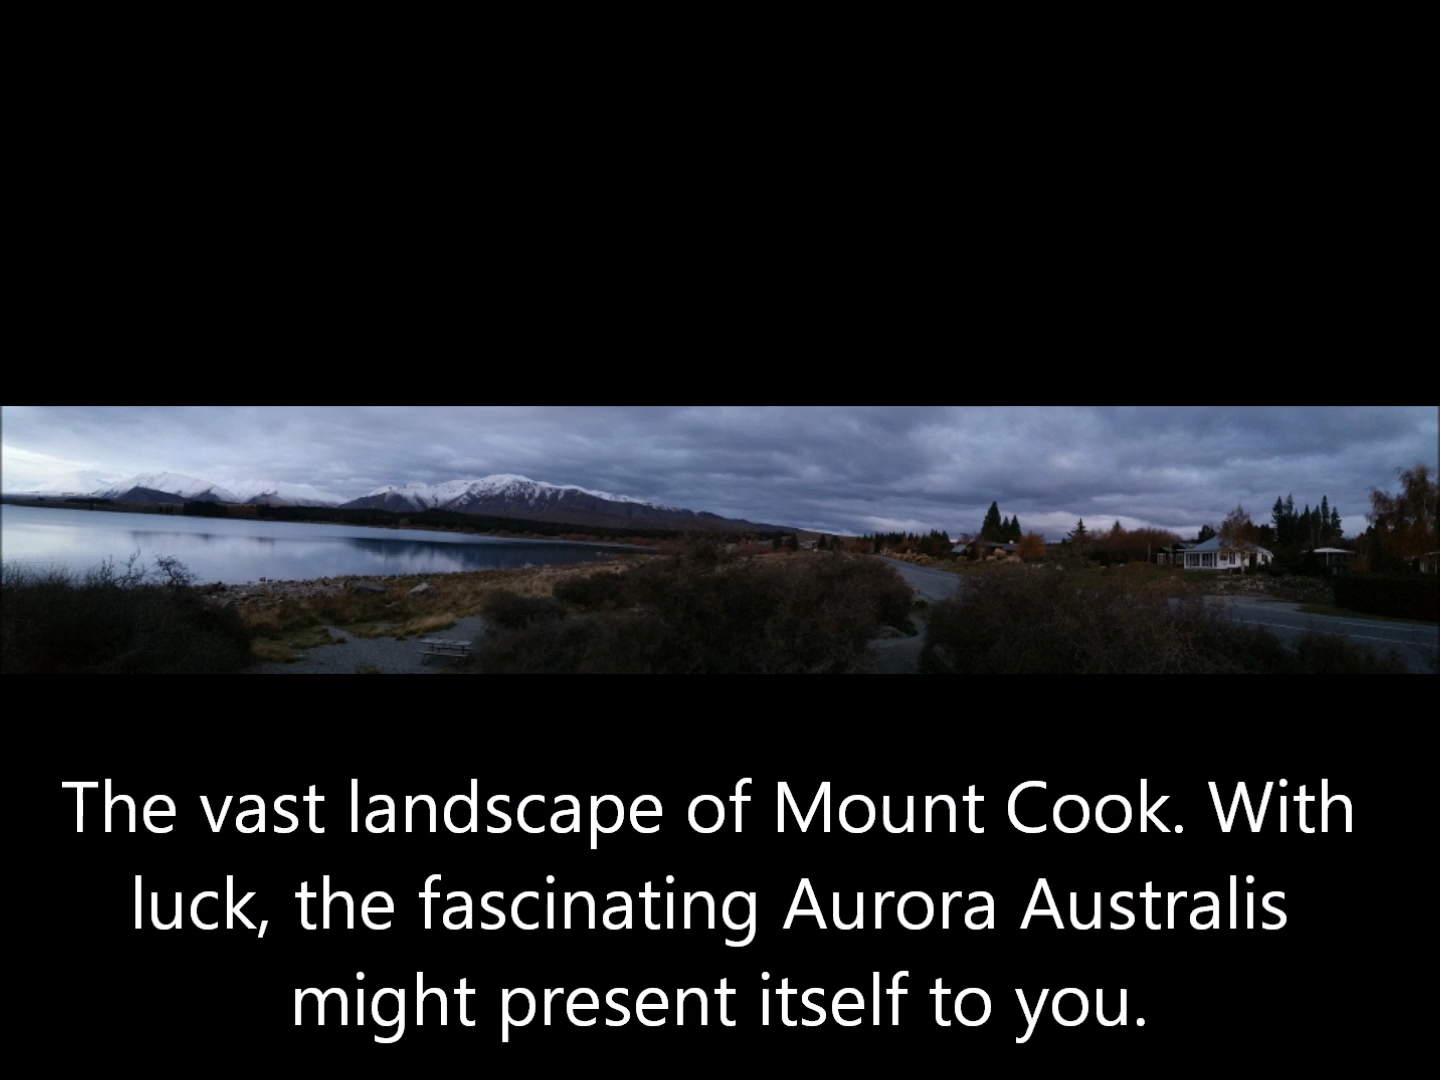 The vast landscape of Mount Cook. With
luck, the fascinating Aurora Australis
might present itself to you.